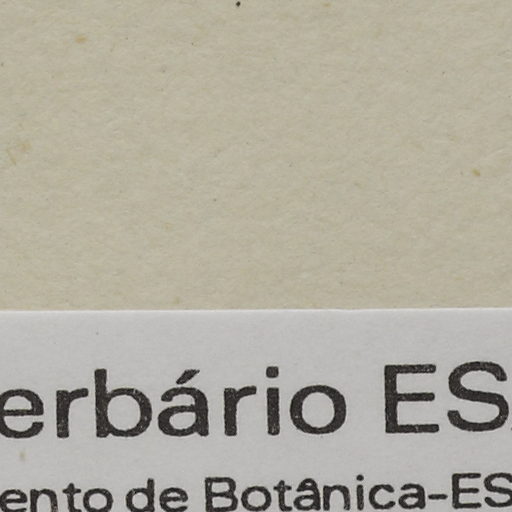 erbário ES
ento de Botânica-ES